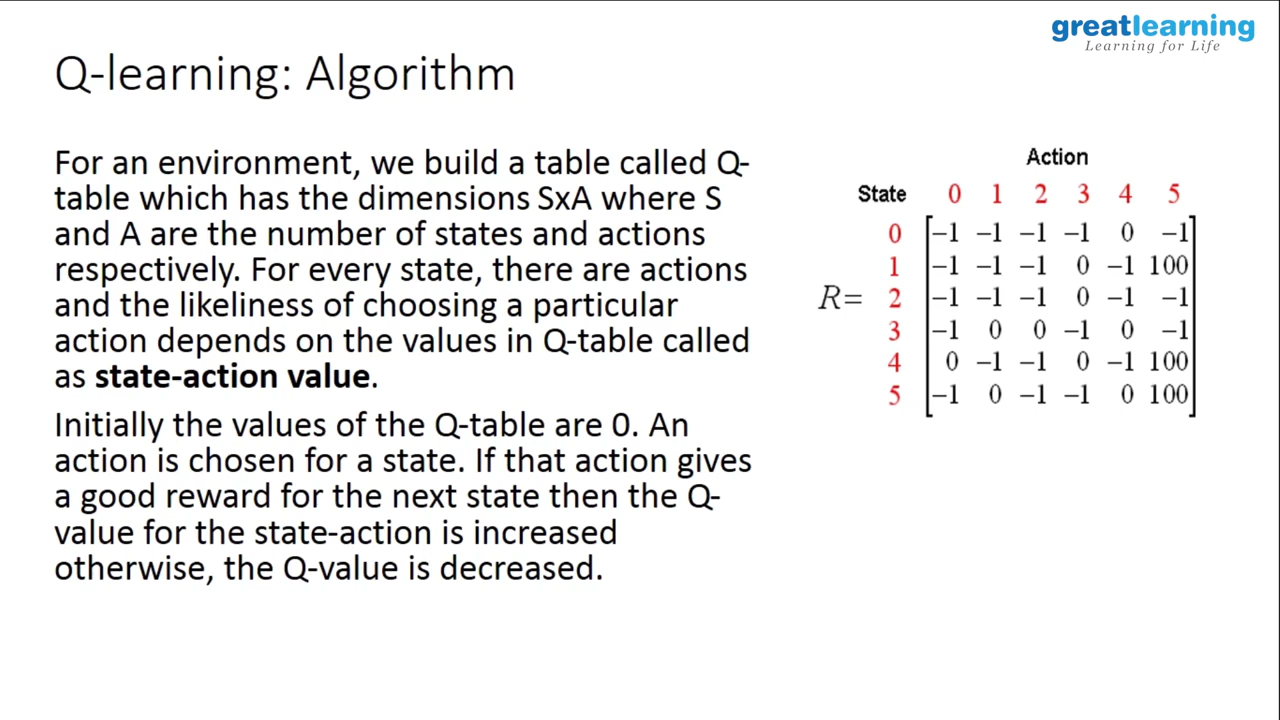 greatlearning
Learning for Life
Q-learning: Algorithm
For an environment, we build a table called Q-
table which has the dimensions SxA where S
and A are the number of states and actions
respectively. For every state, there are actions
and the likeliness of choosing a particular
action depends on the values in Q-table called
as state-action value.
Initially the values of the Q-table are 0. An
action is chosen for a state. If that action gives
a good reward for the next state then the Q-
value for the state-action is increased
otherwise, the Q-value is decreased.
Action
State 0 1 2 3 4 5
0 −1 −1 −1 −1 0 −1
1 −1 −1 −1 0 −1 100
R= 2 −1 −1 −1 0 −1 −1
3 −1 0 0 −1 0 −1
4 0 −1 −1 0 −1 100
5 −1 0 −1 −1 0 100